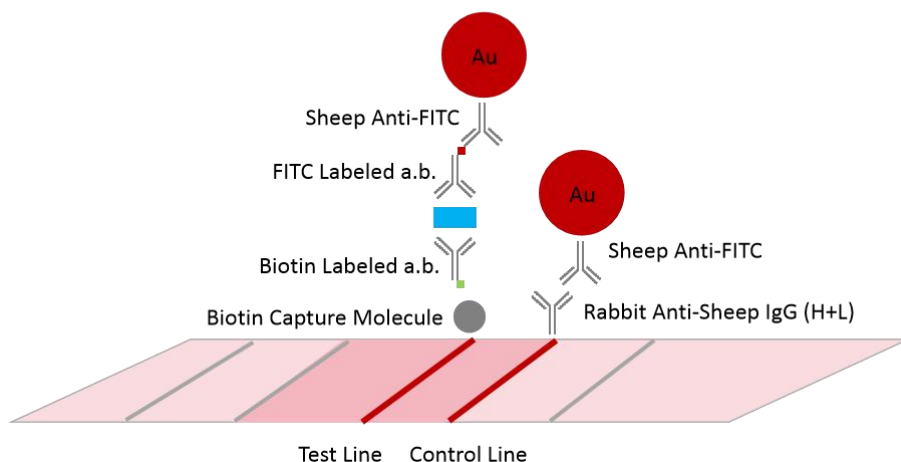 Au
Sheep Anti-FITC
FITC Labeled a.b.
Au
Sheep Anti-FITC
Biotin Labeled a.b.
Biotin Capture Molecule
Rabbit Anti-Sheep IgG (H+L)
Test Line
Control Line